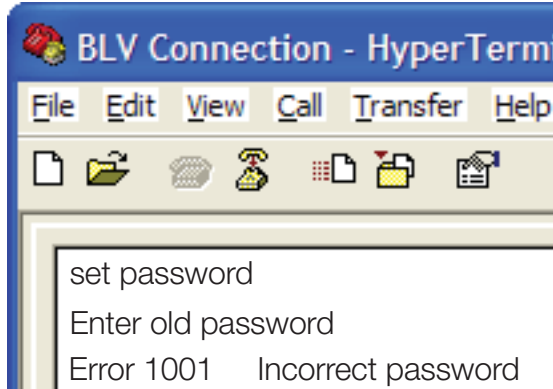 BLV Connection - HyperTermi
File Edit View Call Transfer Help
set password
Enter old password
Error 1001 Incorrect password